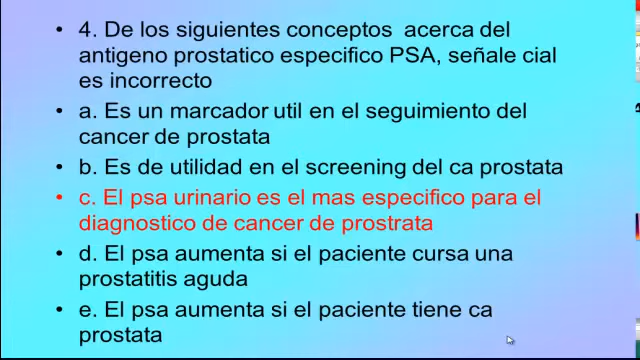 • 4. De los siguientes conceptos acerca del
antigeno prostatico especifico PSA, señale cial
es incorrecto
• a. Es un marcador util en el seguimiento del
cancer de prostata
• b. Es de utilidad en el screening del ca prostata
• c. El psa urinario es el mas especifico para el
diagnostico de cancer de prostrata
• d. El psa aumenta si el paciente cursa una
prostatitis aguda
• e. El psa aumenta si el paciente tiene ca
prostata